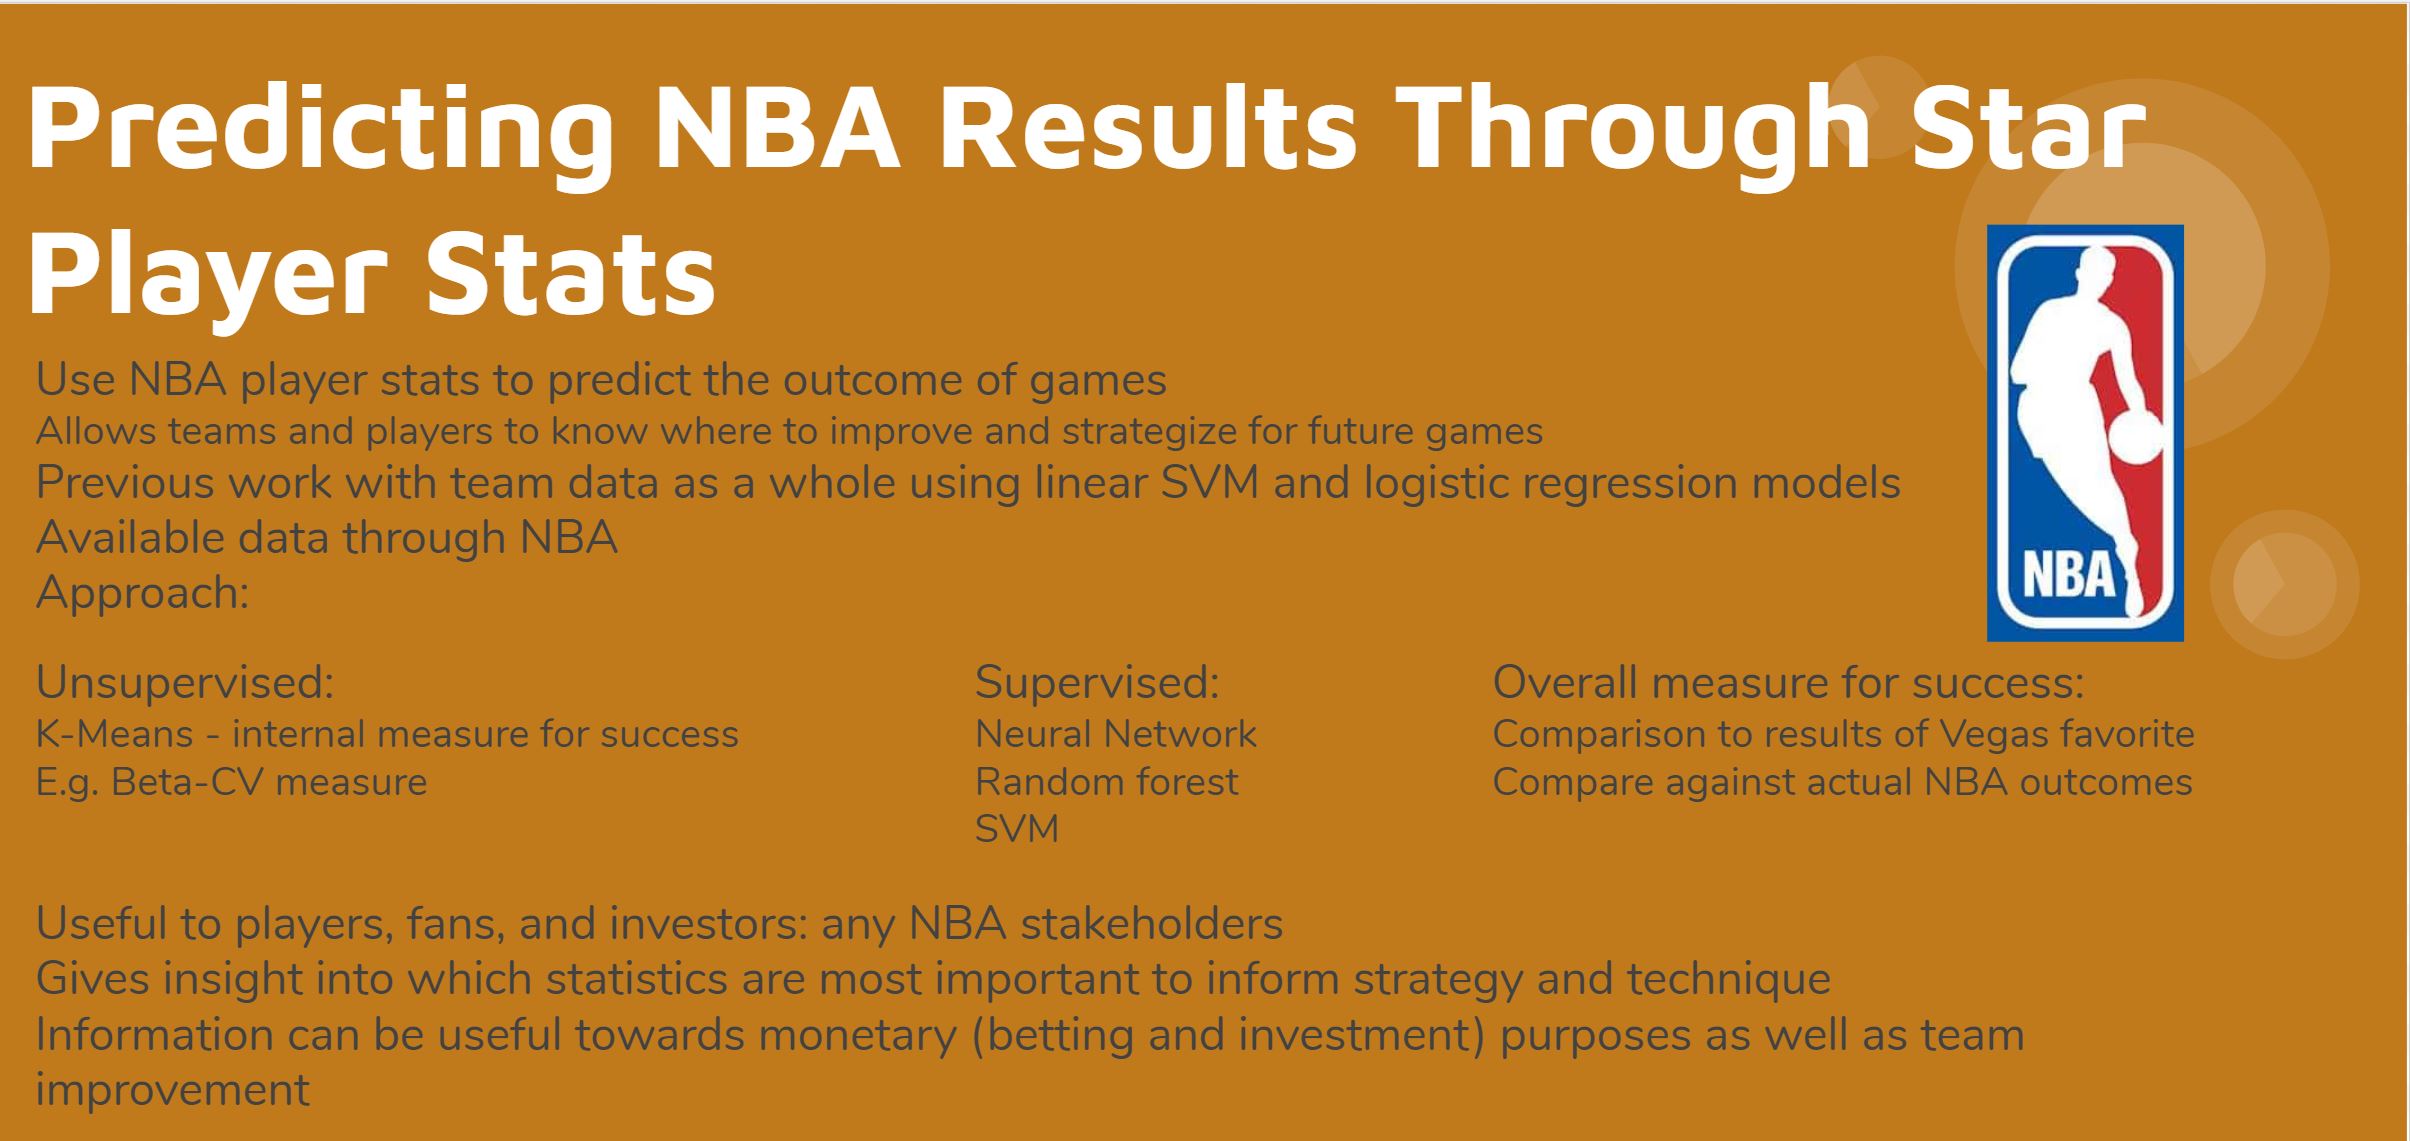 Predicting NBA Results Through Star
Player Stats
Use NBA player stats to predict the outcome of games
Allows teams and players to know where to improve and strategize for future games
Previous work with team data as a whole using linear SVM and logistic regression models
Available data through NBA
Approach:
NBA
Unsupervised:
K-Means - internal measure for success
E.g. Beta-CV measure
Supervised:
Neural Network
Random forest
SVM
Overall measure for success:
Comparison to results of Vegas favorite
Compare against actual NBA outcomes
Useful to players, fans, and investors: any NBA stakeholders
Gives insight into which statistics are most important to inform strategy and technique
Information can be useful towards monetary (betting and investment) purposes as well as team
improvement